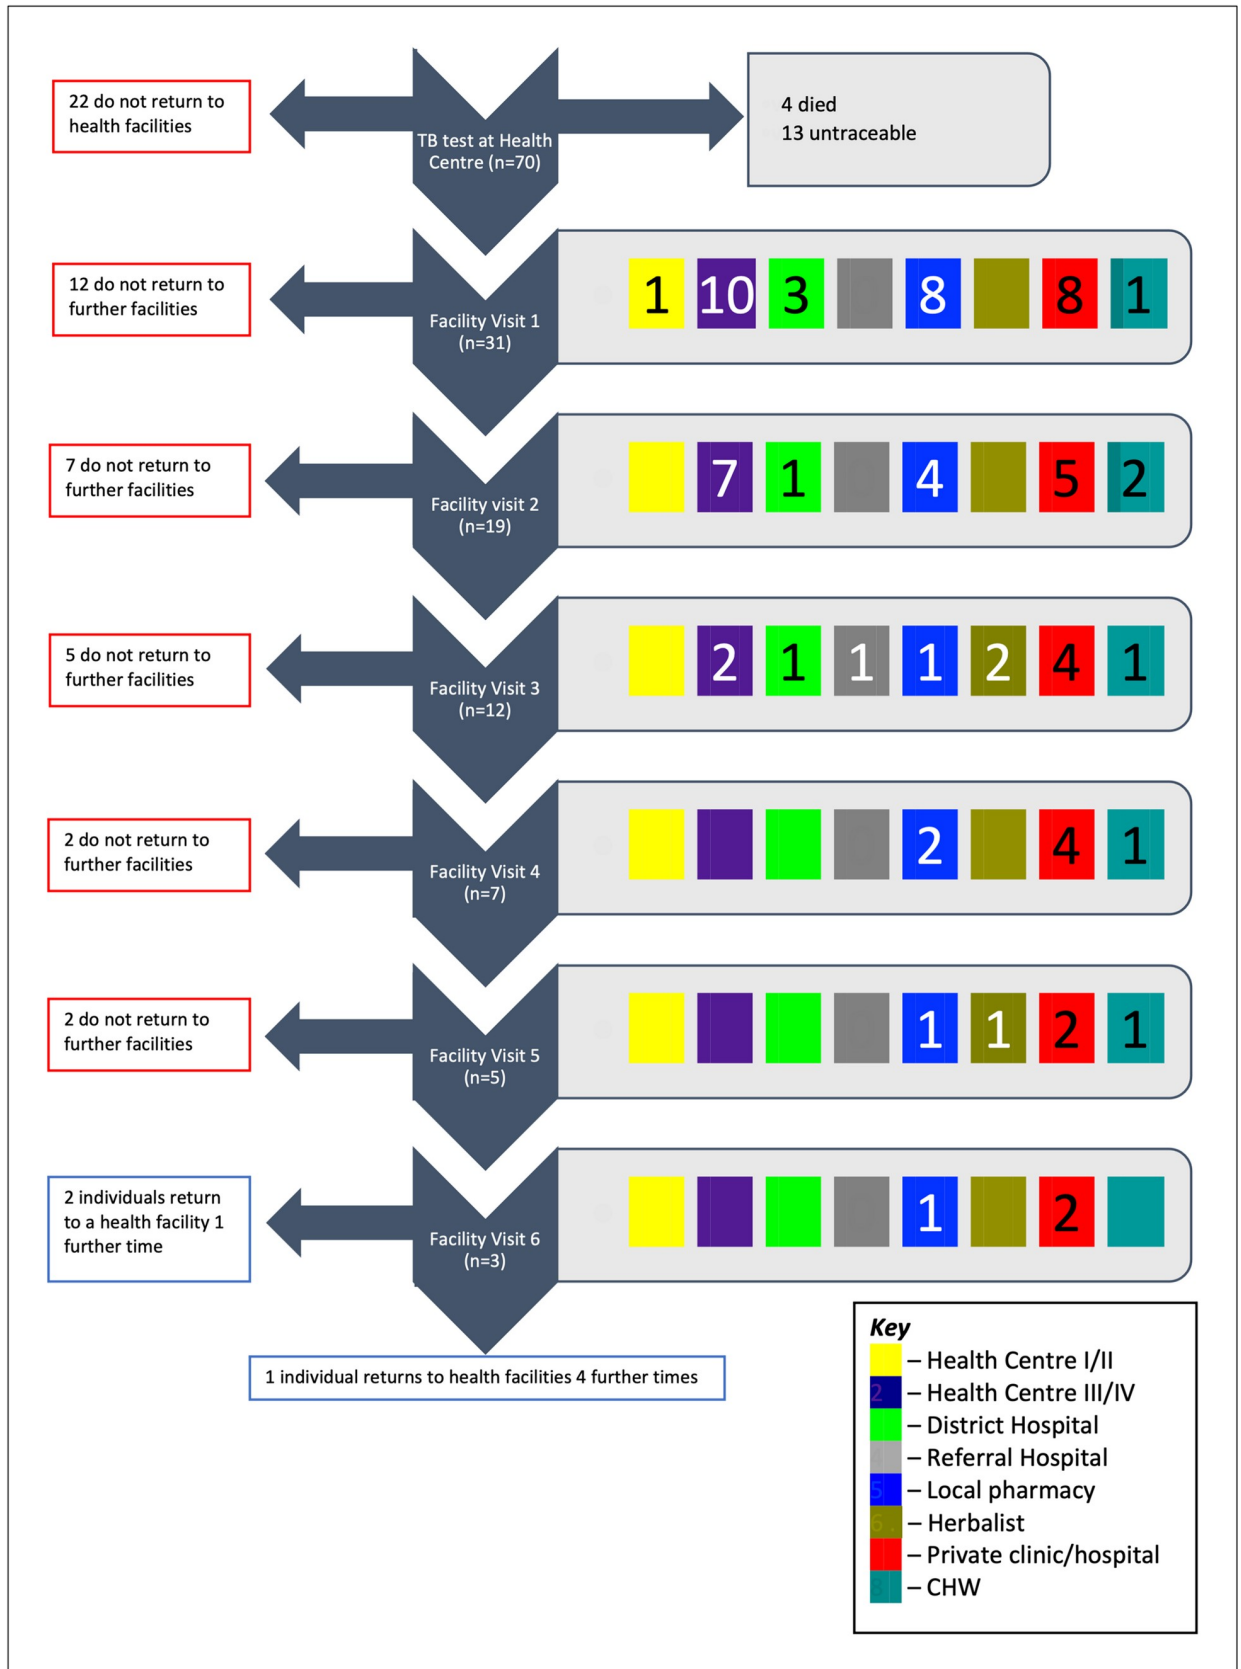 22 do not return to
health facilities
TB test at Health
Centre (n=70)
4 died
13 untraceable
12 do not return to
further facilities
Facility Visit 1
(n=31)
1 10 3 0 8 8 1
7 do not return to
further facilities
Facility visit 2
(n=19)
7 1 0 4 5 2
5 do not return to
further facilities
Facility Visit 3
(n=12)
2 1 1 1 2 4 1
2 do not return to
further facilities
Facility Visit 4
(n=7)
2 4 1
2 do not return to
further facilities
Facility Visit 5
(n=5)
1 1 2 1
2 individuals return
to a health facility 1
further time
Facility Visit 6
(n=3)
1 2
1 individual returns to health facilities 4 further times
Key
– Health Centre I/II
2 – Health Centre III/IV
– District Hospital
– Referral Hospital
5 – Local pharmacy
6. – Herbalist
– Private clinic/hospital
8 – CHW